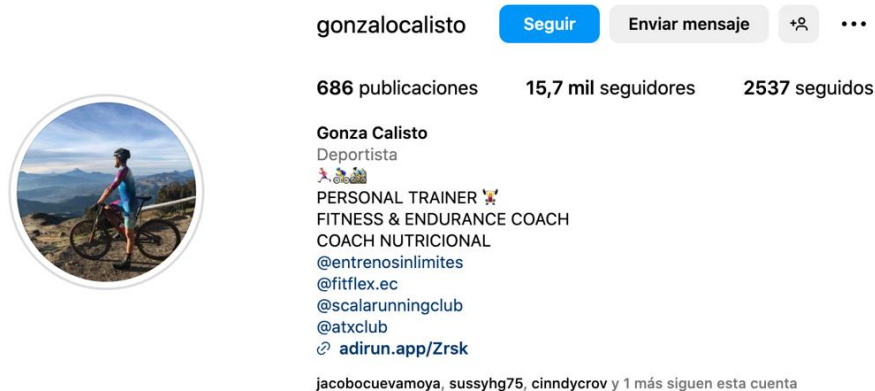 gonzalocalisto Seguir Enviar mensaje
686 publicaciones 15,7 mil seguidores 2537 seguidos
Gonza Calisto
Deportista
🏃🚴🚵
PERSONAL TRAINER 🏋️
FITNESS & ENDURANCE COACH
COACH NUTRICIONAL
@entrenosinlimites
@fitflex.ec
@scalarunningclub
@atxclub
adirun.app/Zrsk
jacobocuevamoya, sussyhg75, cinndycrov y 1 más siguen esta cuenta